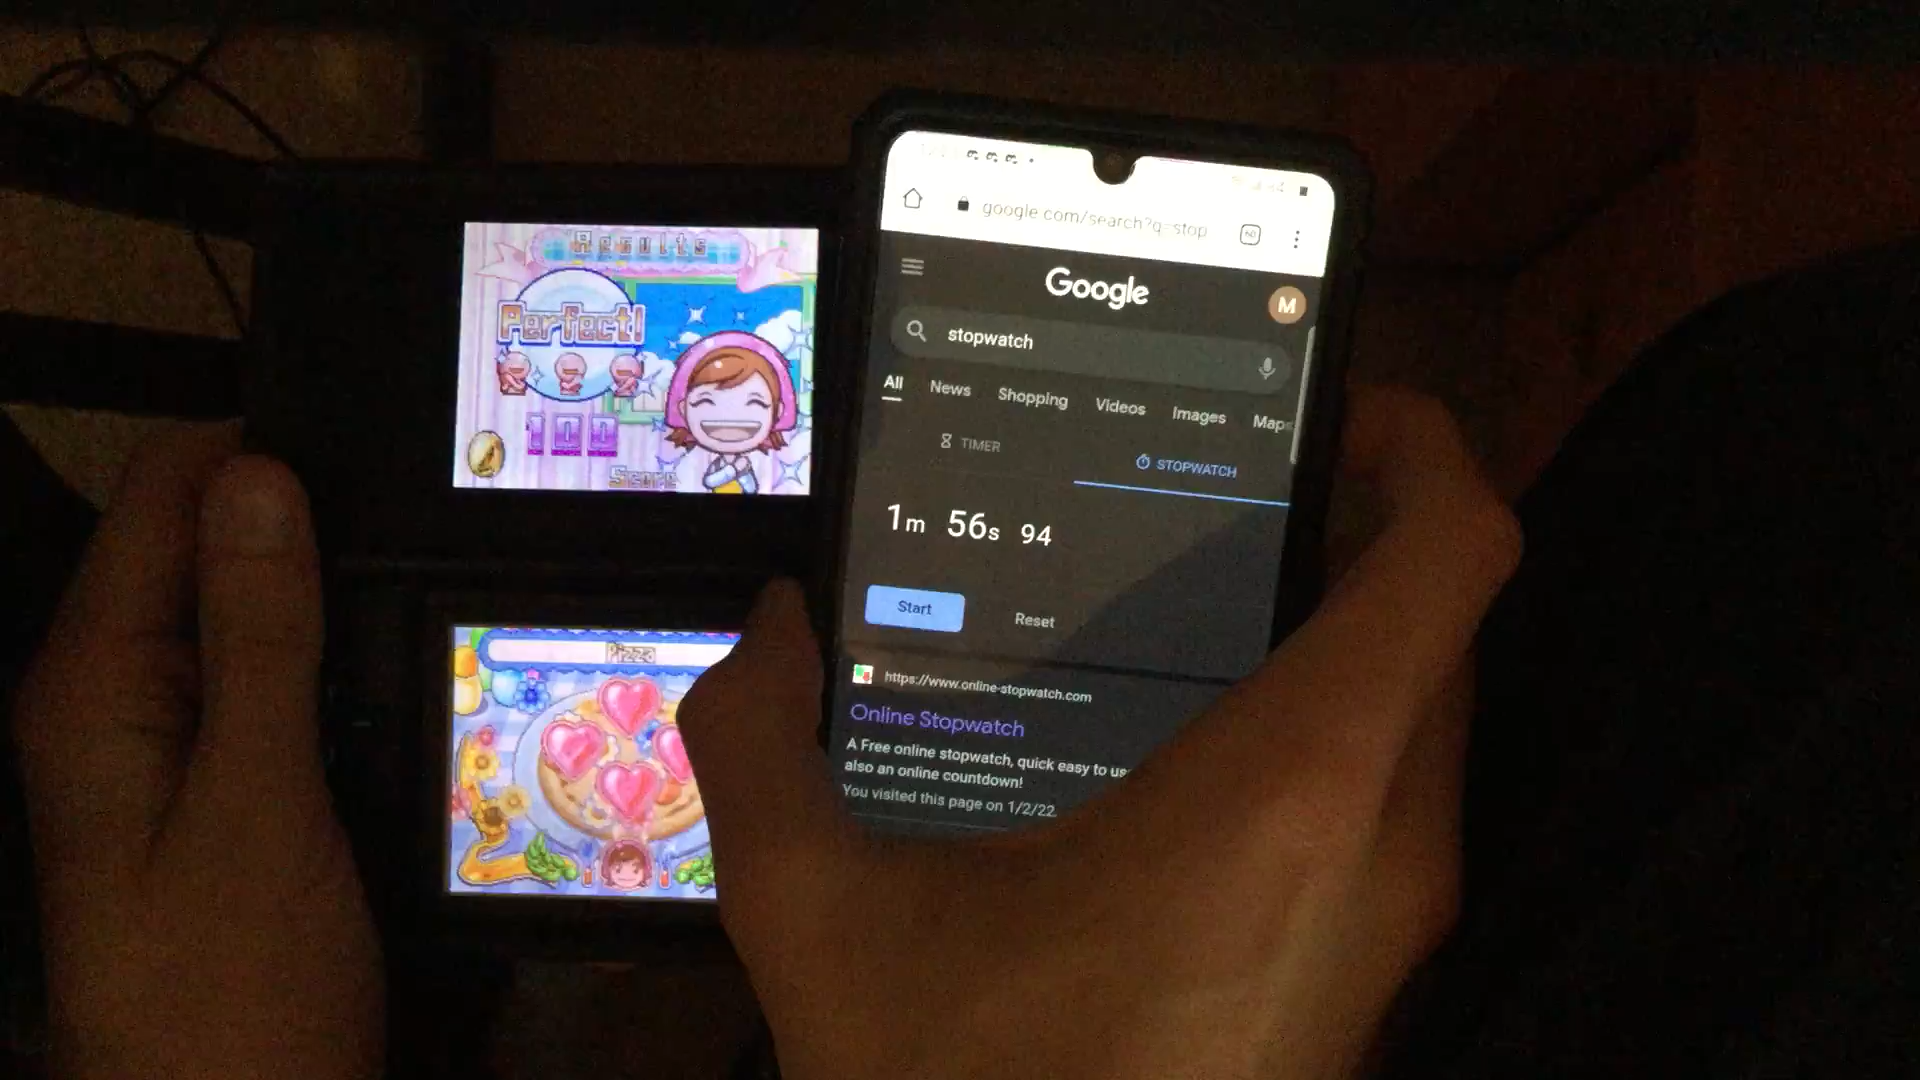 Results
Perfect!
100
Score
Pizza
google.com/search?q=stop
60
Google
M
stopwatch
All News Shopping Videos Images Maps
TIMER STOPWATCH
1m 56s 94
Start Reset
https://www.online-stopwatch.com
Online Stopwatch
A Free online stopwatch, quick easy to us
also an online countdown!
You visited this page on 1/2/22.